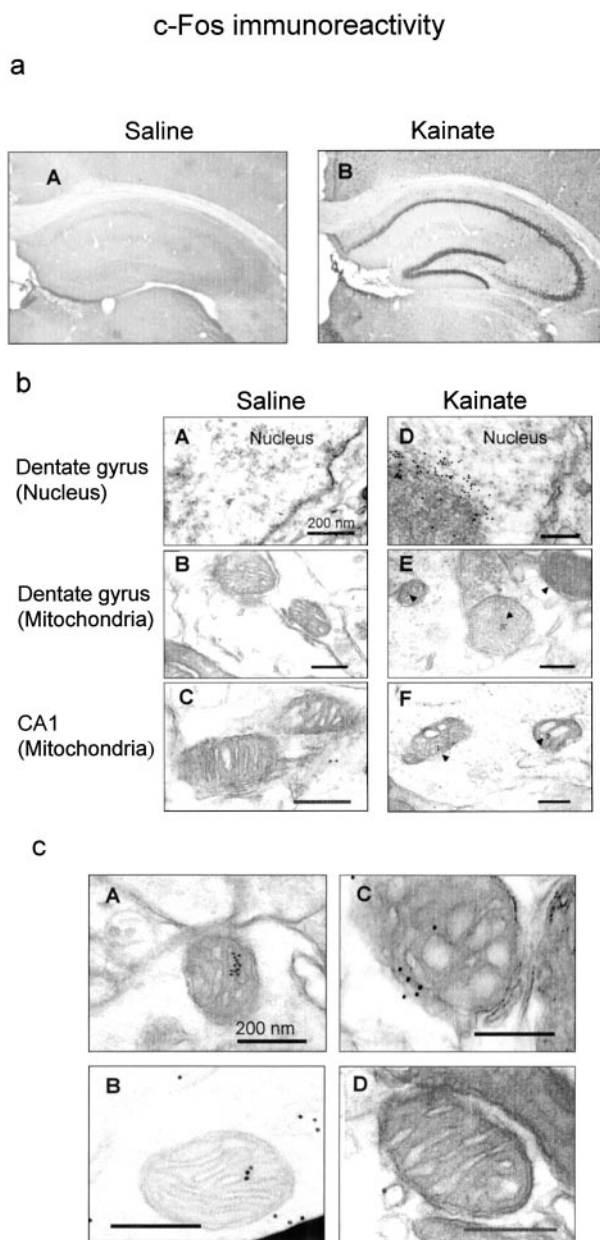 c-Fos immunoreactivity
a
Saline Kainate
A B
b
Saline Kainate
Dentate gyrus
(Nucleus)
A Nucleus 200 nm
D Nucleus
Dentate gyrus
(Mitochondria)
B E
CA1
(Mitochondria)
C F
c
A 200 nm
C
B D